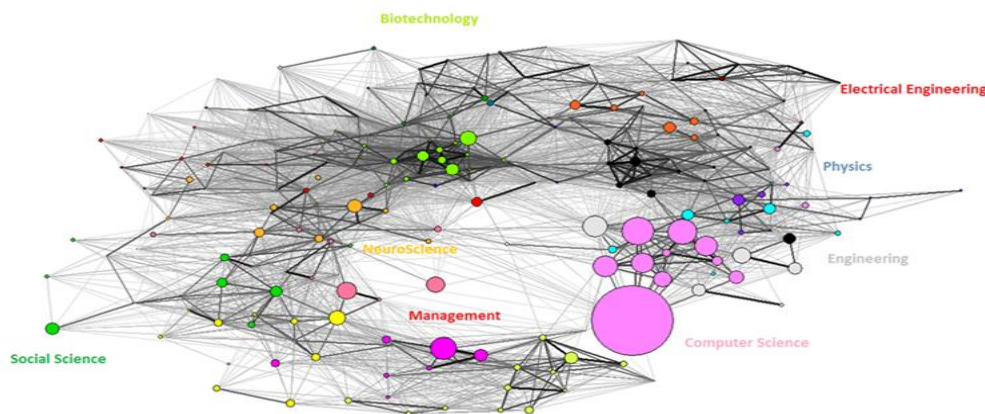 Biotechnology
Electrical Engineering
Physics
NeuroScience
Engineering
Management
Computer Science
Social Science